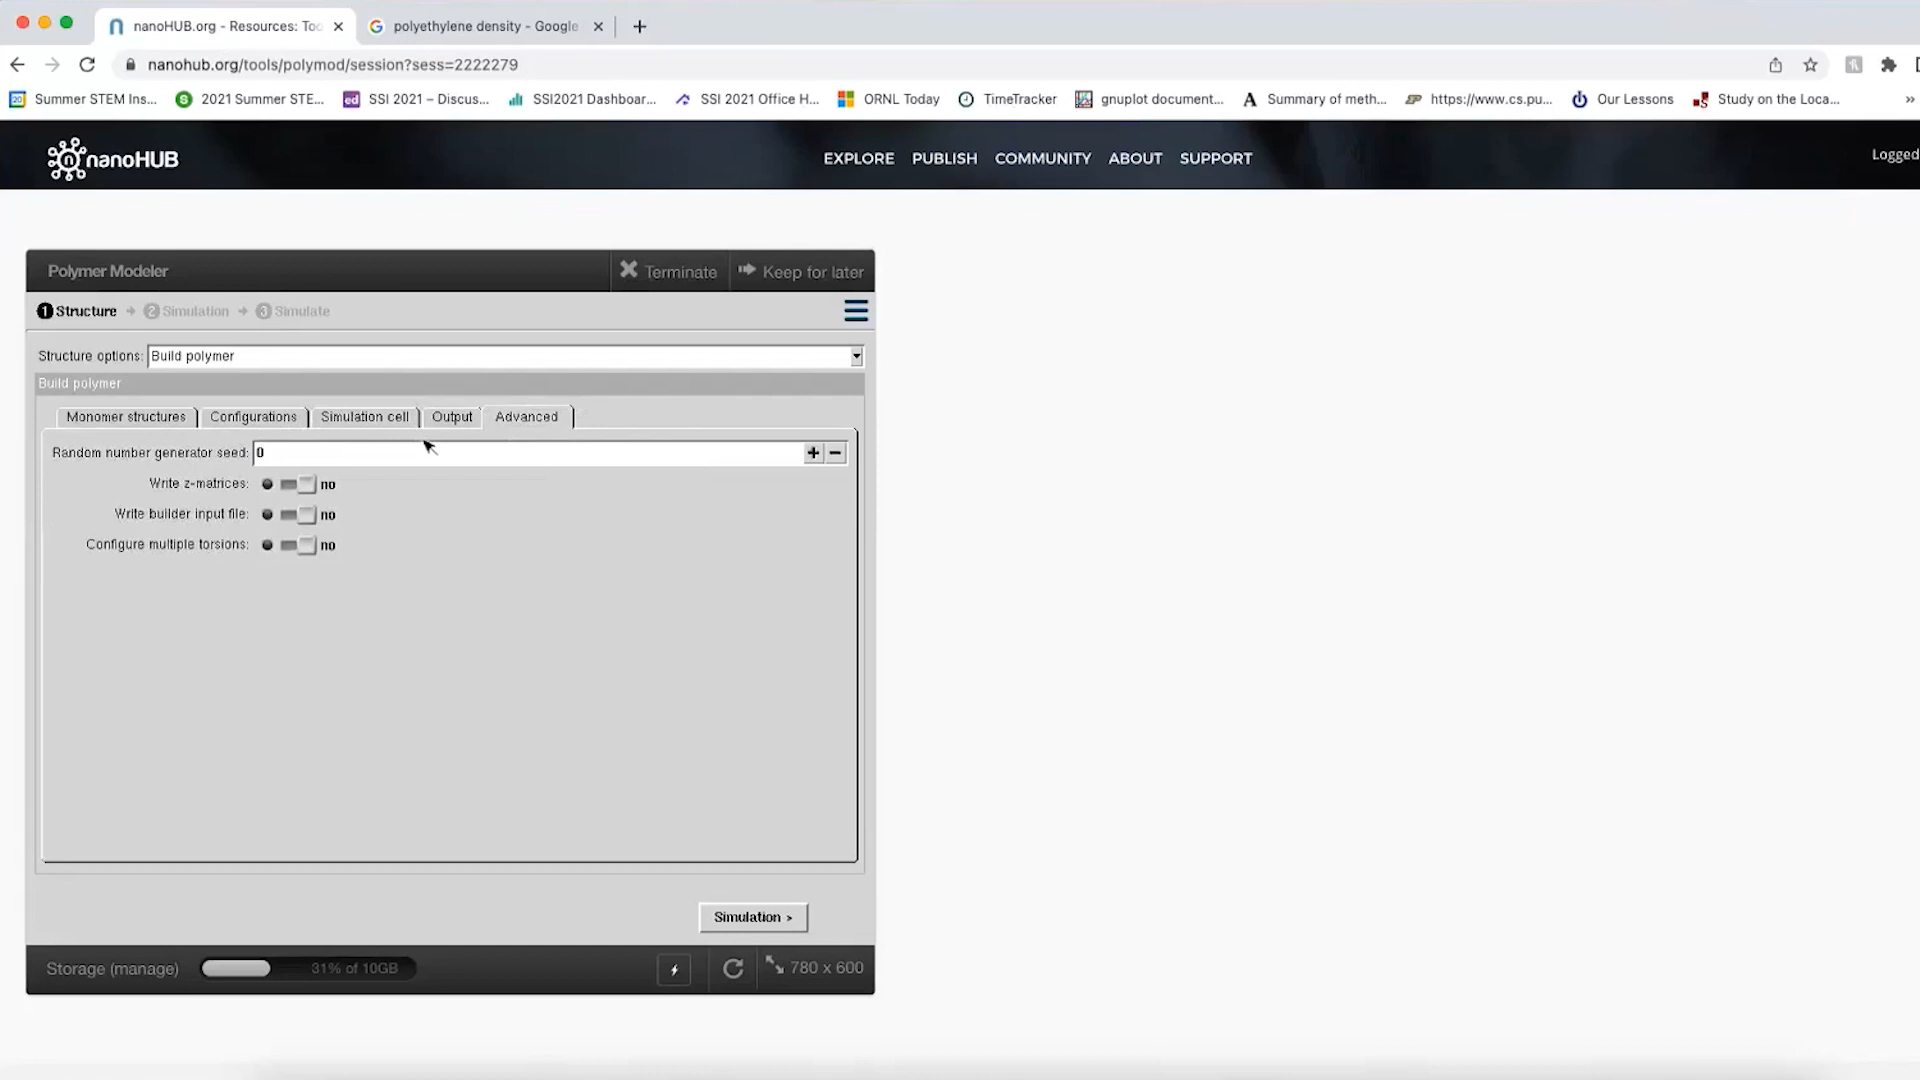 nanoHUB.org - Resources: Too
polyethylene density - Google
nanohub.org/tools/polymod/session?sess=2222279
Summer STEM Ins...
2021 Summer STE...
ed SSI 2021 – Discus...
SSI2021 Dashboar...
SSI 2021 Office H...
ORNL Today
TimeTracker
gnuplot document...
A Summary of meth...
https://www.cs.pu...
Our Lessons
Study on the Loca...
»
nanoHUB
EXPLORE PUBLISH COMMUNITY ABOUT SUPPORT
Logged
Polymer Modeler
Terminate
Keep for later
1 Structure 2 Simulation 3 Simulate
Structure options: Build polymer
Build polymer
Monomer structures Configurations Simulation cell Output Advanced
Random number generator seed: 0
Write z-matrices: no
Write builder input file: no
Configure multiple torsions: no
Simulation >
Storage (manage) 31% of 10GB
780 x 600